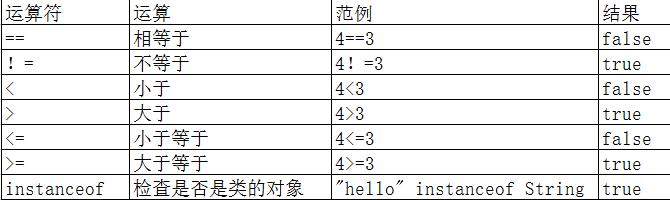 运算符 运算 范例 结果
== 相等于 4==3 false
！= 不等于 4！=3 true
< 小于 4<3 false
> 大于 4>3 true
<= 小于等于 4<=3 false
>= 大于等于 4>=3 true
instanceof 检查是否是类的对象 "hello" instanceof String true